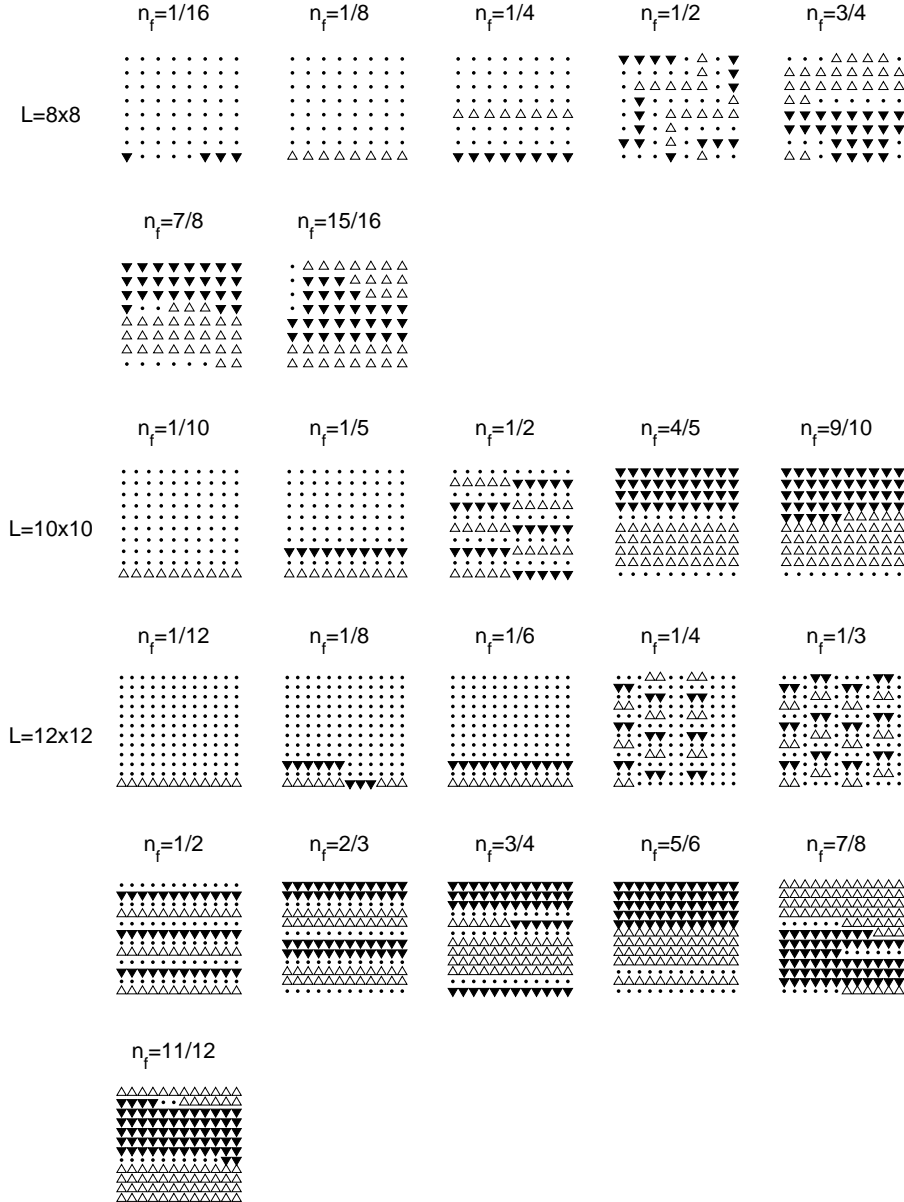 n_f=1/16 n_f=1/8 n_f=1/4 n_f=1/2 n_f=3/4
L=8x8
n_f=7/8 n_f=15/16
n_f=1/10 n_f=1/5 n_f=1/2 n_f=4/5 n_f=9/10
L=10x10
n_f=1/12 n_f=1/8 n_f=1/6 n_f=1/4 n_f=1/3
L=12x12
n_f=1/2 n_f=2/3 n_f=3/4 n_f=5/6 n_f=7/8
n_f=11/12